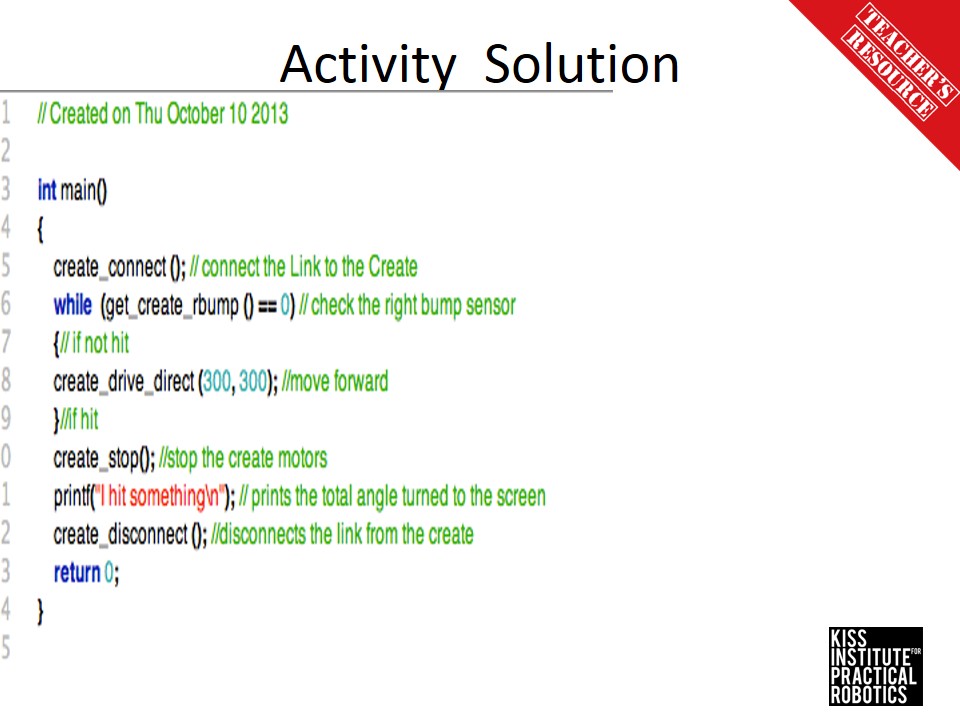 Activity Solution
TEACHER'S
RESOURCE
1 // Created on Thu October 10 2013
2
3 int main()
4 {
5 create_connect (); // connect the Link to the Create
6 while (get_create_rbump () == 0) // check the right bump sensor
7 {// if not hit
8 create_drive_direct (300, 300); //move forward
9 }//if hit
0 create_stop(); //stop the create motors
1 printf("I hit something\n"); // prints the total angle turned to the screen
2 create_disconnect (); //disconnects the link from the create
3 return 0;
4 }
5
KISS
INSTITUTE FOR
PRACTICAL
ROBOTICS